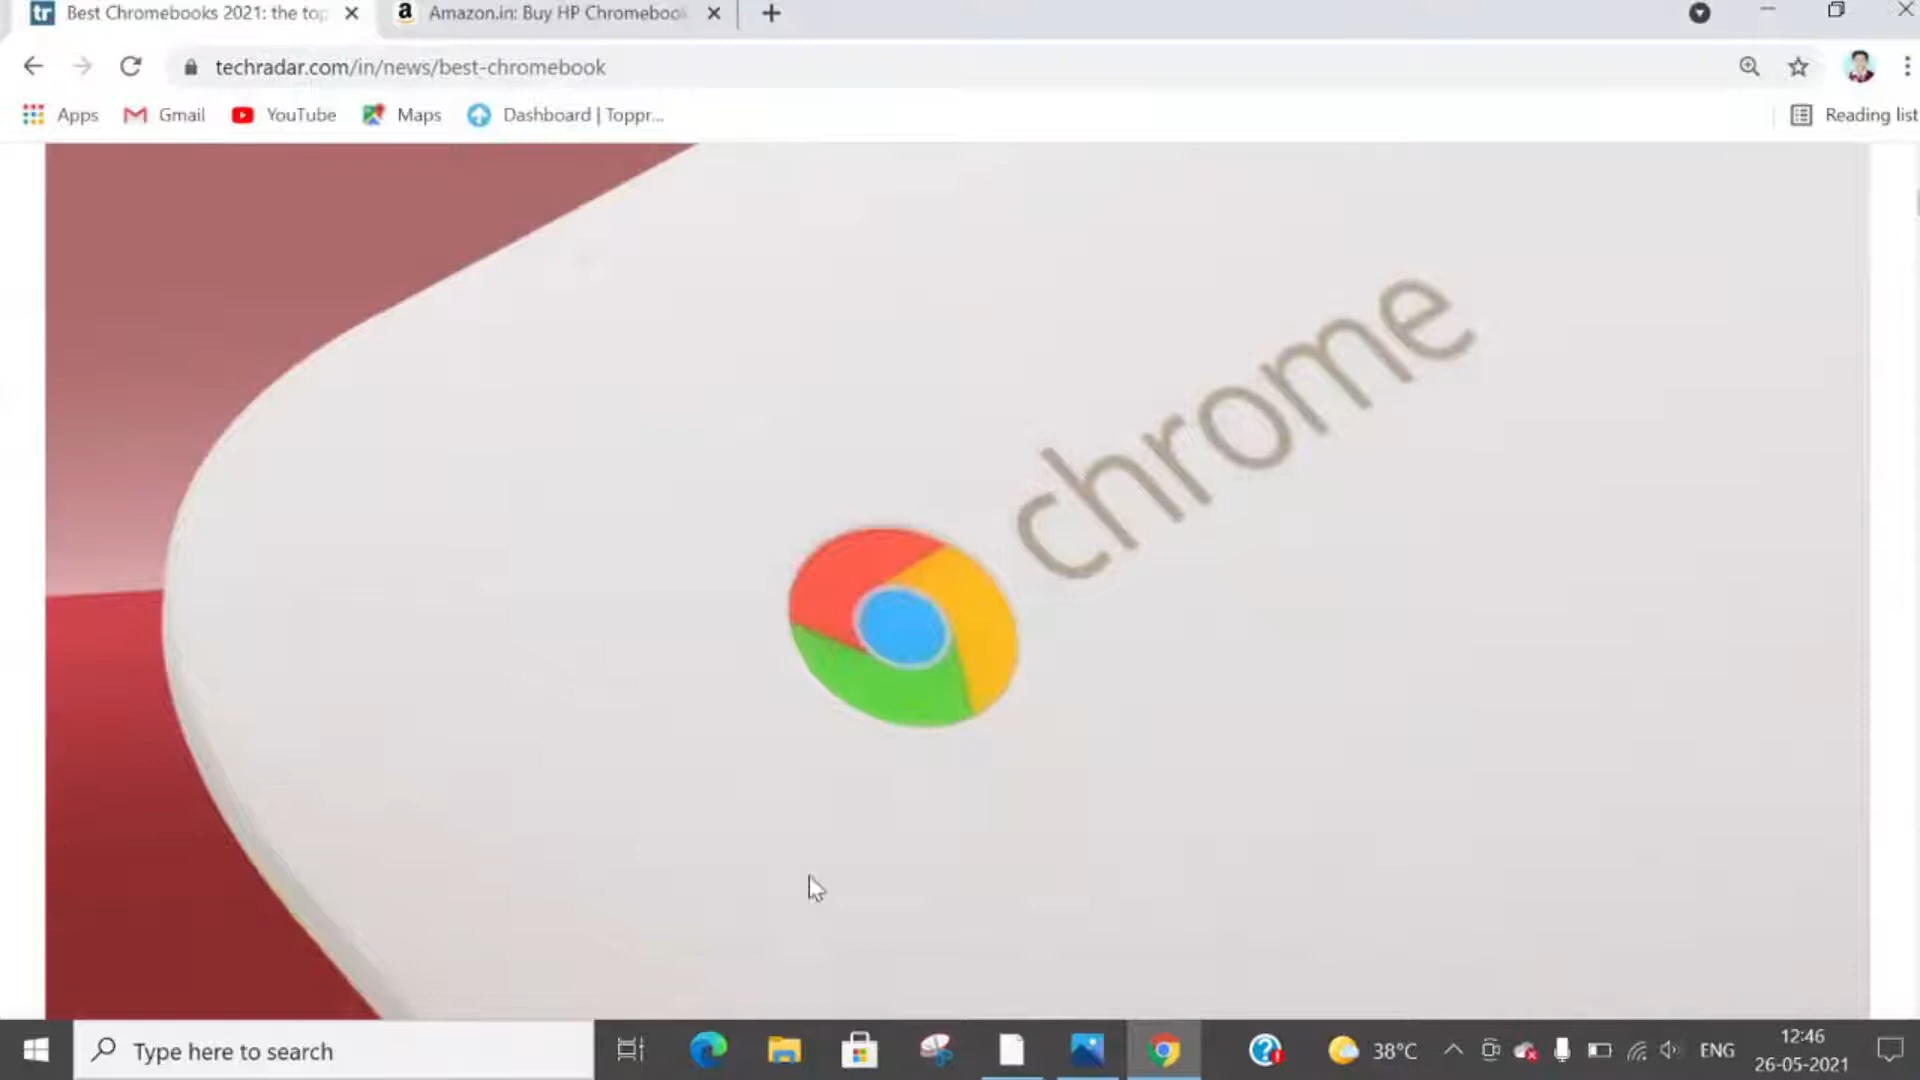 tr Best Chromebooks 2021: the top
a Amazon.in: Buy HP Chromebook
techradar.com/in/news/best-chromebook
Apps Gmail YouTube Maps Dashboard | Toppr... Reading list
chrome
Type here to search
38°C ENG 12:46
26-05-2021